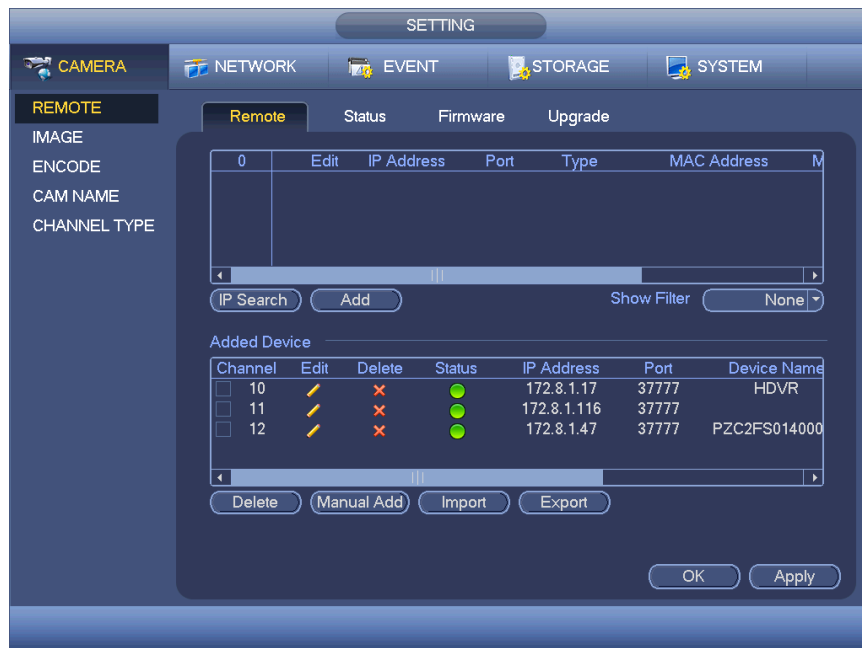 SETTING
CAMERA NETWORK EVENT STORAGE SYSTEM
REMOTE
IMAGE
ENCODE
CAM NAME
CHANNEL TYPE
Remote Status Firmware Upgrade
0 Edit IP Address Port Type MAC Address M
IP Search Add Show Filter None
Added Device
Channel Edit Delete Status IP Address Port Device Name
10 172.8.1.17 37777 HDVR
11 172.8.1.116 37777
12 172.8.1.47 37777 PZC2FS014000
Delete Manual Add Import Export
OK Apply